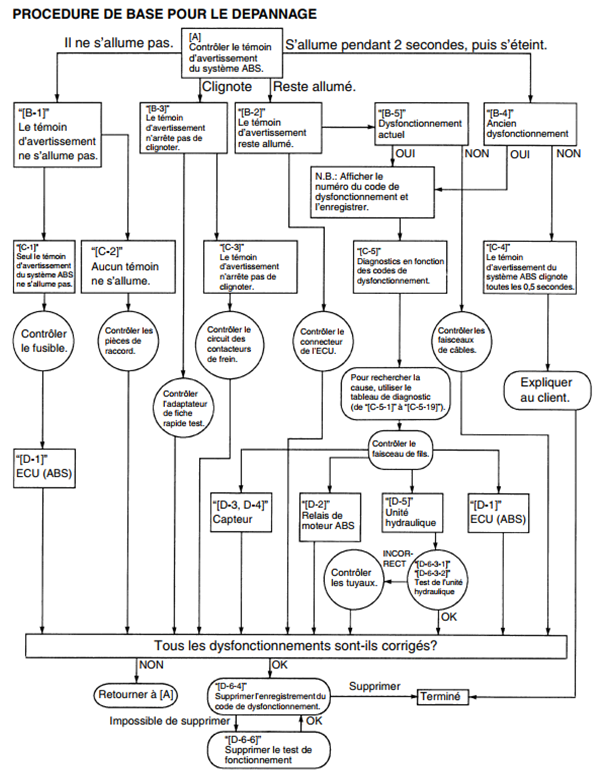 PROCEDURE DE BASE POUR LE DEPANNAGE
Il ne s'allume pas.
[A]
Contrôler le témoin
d'avertissement
du système ABS.
S'allume pendant 2 secondes, puis s'éteint.
Clignote
Reste allumé.
"[B-1]"
Le témoin
d'avertissement
ne s'allume pas.
"[B-3]"
Le témoin
d'avertissement
n'arrête pas de
clignoter.
"[B-2]"
Le témoin
d'avertissement
reste allumé.
"[B-5]"
Dysfonctionnement
actuel
"[B-4]"
Ancien
dysfonctionnement
OUI
NON
OUI
NON
N.B.: Afficher le
numéro du code de
dysfonctionnement et
l'enregistrer.
"[C-1]"
Seul le témoin
d'avertissement
du système ABS
ne s'allume pas.
"[C-2]"
Aucun témoin
ne s'allume.
"[C-3]"
Le témoin
d'avertissement
n'arrête pas de
clignoter.
"[C-5]"
Diagnostics en fonction
des codes de
dysfonctionnement.
"[C-4]"
Le témoin
d'avertissement du
système ABS clignote
toutes les 0,5 secondes.
Contrôler
le fusible.
Contrôler les
pièces de
raccord.
Contrôler le
circuit des
contacteurs
de frein.
Contrôler le
connecteur
de l'ECU.
Contrôler les
faisceaux
de câbles.
Contrôler
l'adaptateur
de fiche
rapide test.
Pour rechercher la
cause, utiliser le
tableau de diagnostic
(de "[C-5-1]" à "[C-5-19]").
Expliquer
au client.
Contrôler le
faisceau de fils.
"[D-1]"
ECU (ABS)
"[D-3, D-4]"
Capteur
"[D-2]"
Relais de
moteur ABS
"[D-5]"
Unité
hydraulique
"[D-1]"
ECU (ABS)
INCOR-
RECT
Contrôler
les tuyaux.
"[D-6-3-1]"
"[D-6-3-2]"
Test de l'unité
hydraulique
OK
Tous les dysfonctionnements sont-ils corrigés?
NON
OK
Retourner à [A]
"[D-6-4]"
Supprimer l'enregistrement du
code de dysfonctionnement.
Supprimer
Terminé
Impossible de supprimer
OK
"[D-6-6]"
Supprimer le test de
fonctionnement